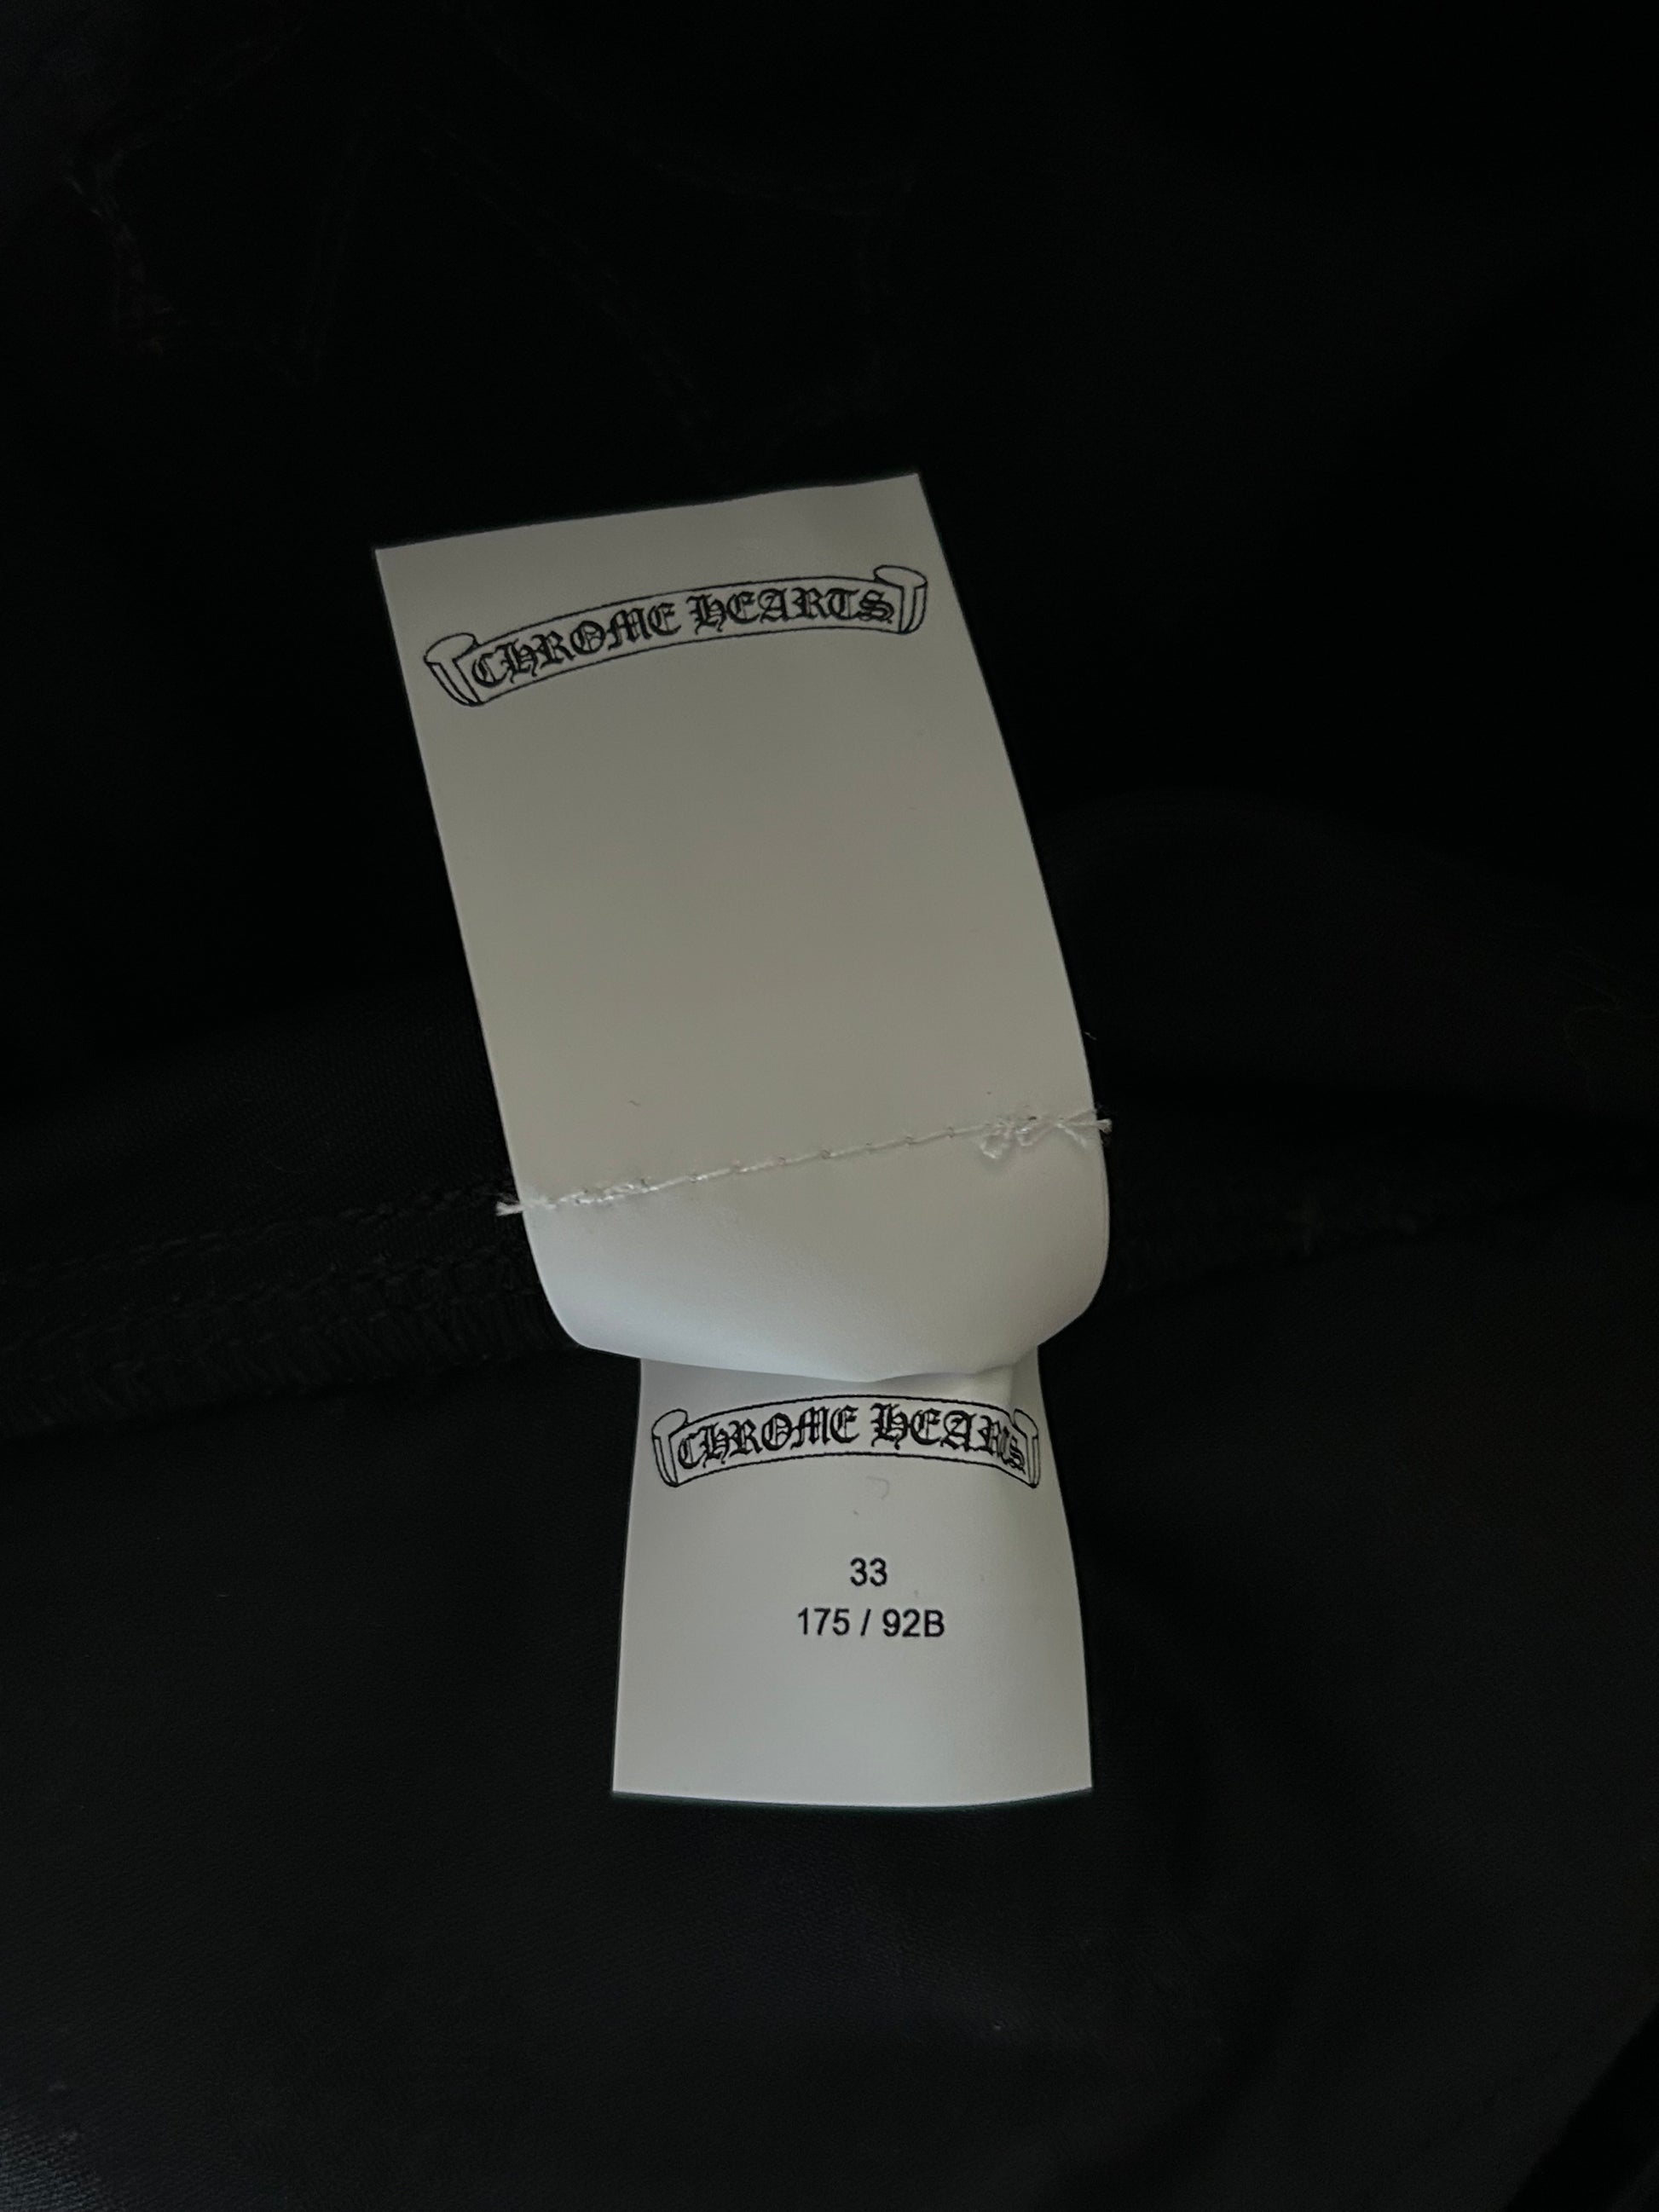 CHROME HEARTS
CHROME HEARTS
33
175 / 92B